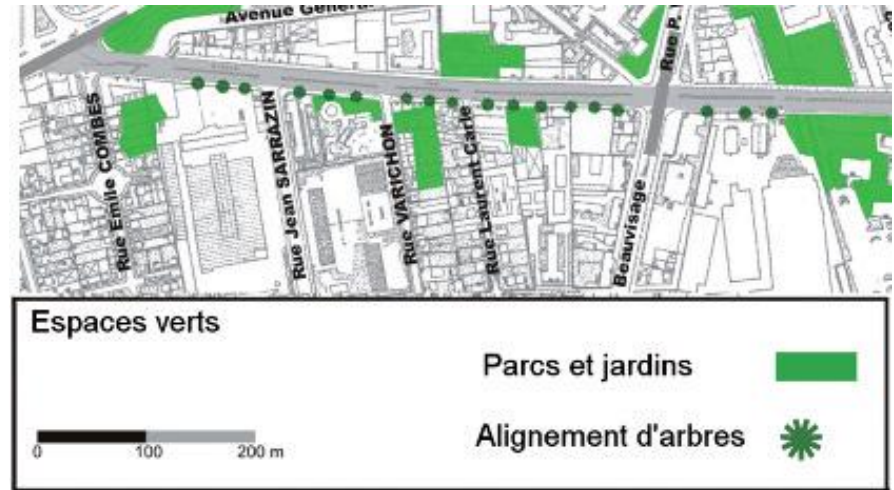 Avenue Général
Rue P.
Rue Emile COMBES
Rue Jean SARRAZIN
Rue VARICHON
Rue Laurent Carle
Beauvisage
Espaces verts
Parcs et jardins
Alignement d'arbres
0 100 200 m